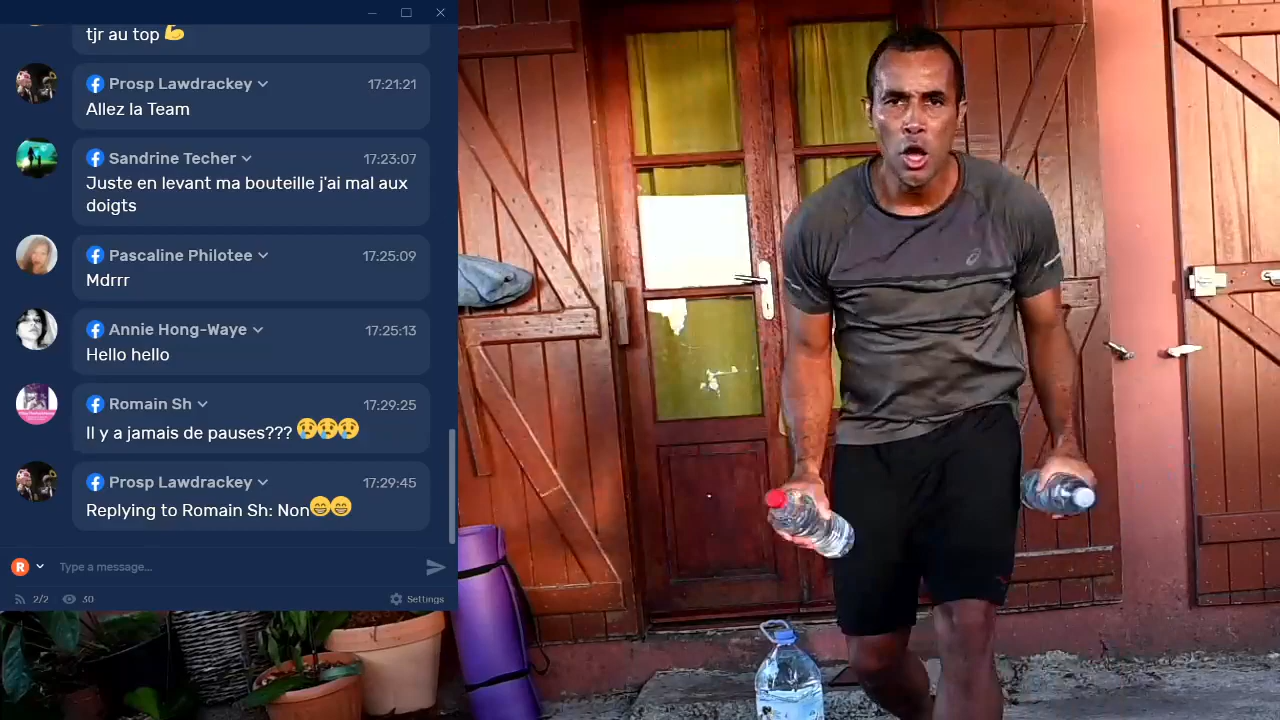 tjr au top 💪
Prosp Lawdrackey 17:21:21
Allez la Team
Sandrine Techer 17:23:07
Juste en levant ma bouteille j'ai mal aux
doigts
Pascaline Philotee 17:25:09
Mdrrr
Annie Hong-Waye 17:25:13
Hello hello
Romain Sh 17:29:25
Il y a jamais de pauses??? 😢😢😢
Prosp Lawdrackey 17:29:45
Replying to Romain Sh: Non😁😁
R Type a message...
2/2 30 Settings